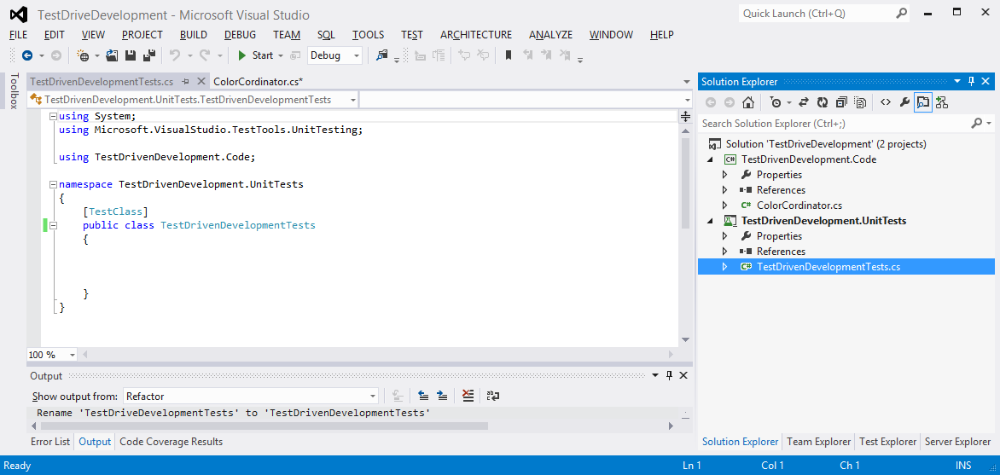 TestDriveDevelopment - Microsoft Visual Studio
Quick Launch (Ctrl+Q)
FILE EDIT VIEW PROJECT BUILD DEBUG TEAM SQL TOOLS TEST ARCHITECTURE ANALYZE WINDOW HELP
Start Debug
Toolbox
TestDrivenDevelopmentTests.cs ColorCordinator.cs*
TestDrivenDevelopment.UnitTests.TestDrivenDevelopmentTests
using System;
using Microsoft.VisualStudio.TestTools.UnitTesting;
using TestDrivenDevelopment.Code;
namespace TestDrivenDevelopment.UnitTests
{
[TestClass]
public class TestDrivenDevelopmentTests
{
}
}
100 %
Output
Show output from: Refactor
Rename 'TestDriveDevelopmentTests' to 'TestDrivenDevelopmentTests'
Error List Output Code Coverage Results
Solution Explorer
Search Solution Explorer (Ctrl+;)
Solution 'TestDriveDevelopment' (2 projects)
C# TestDrivenDevelopment.Code
Properties
References
C# ColorCordinator.cs
TestDrivenDevelopment.UnitTests
Properties
References
C# TestDrivenDevelopmentTests.cs
Solution Explorer Team Explorer Test Explorer Server Explorer
Ready Ln 1 Col 1 Ch 1 INS